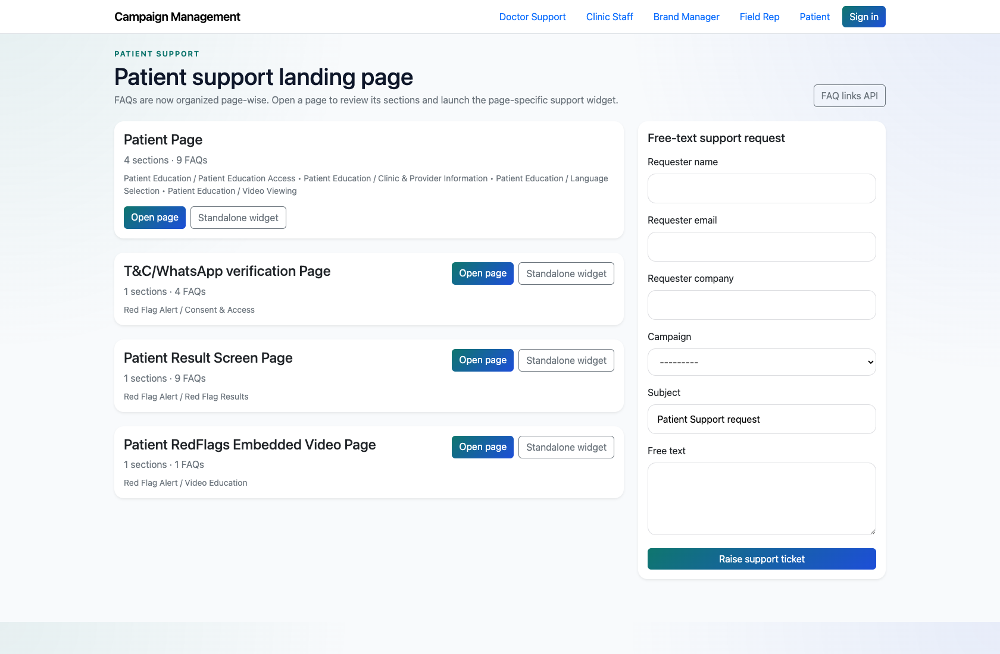 Campaign Management
Doctor Support
Clinic Staff
Brand Manager
Field Rep
Patient
Sign in
PATIENT SUPPORT
Patient support landing page
FAQs are now organized page-wise. Open a page to review its sections and launch the page-specific support widget.
FAQ links API
Patient Page
4 sections · 9 FAQs
Patient Education / Patient Education Access • Patient Education / Clinic & Provider Information • Patient Education / Language
Selection • Patient Education / Video Viewing
Open page
Standalone widget
T&C/WhatsApp verification Page
1 sections · 4 FAQs
Red Flag Alert / Consent & Access
Open page
Standalone widget
Patient Result Screen Page
1 sections · 9 FAQs
Red Flag Alert / Red Flag Results
Open page
Standalone widget
Patient RedFlags Embedded Video Page
1 sections · 1 FAQs
Red Flag Alert / Video Education
Open page
Standalone widget
Free-text support request
Requester name
Requester email
Requester company
Campaign
---------
Subject
Patient Support request
Free text
Raise support ticket